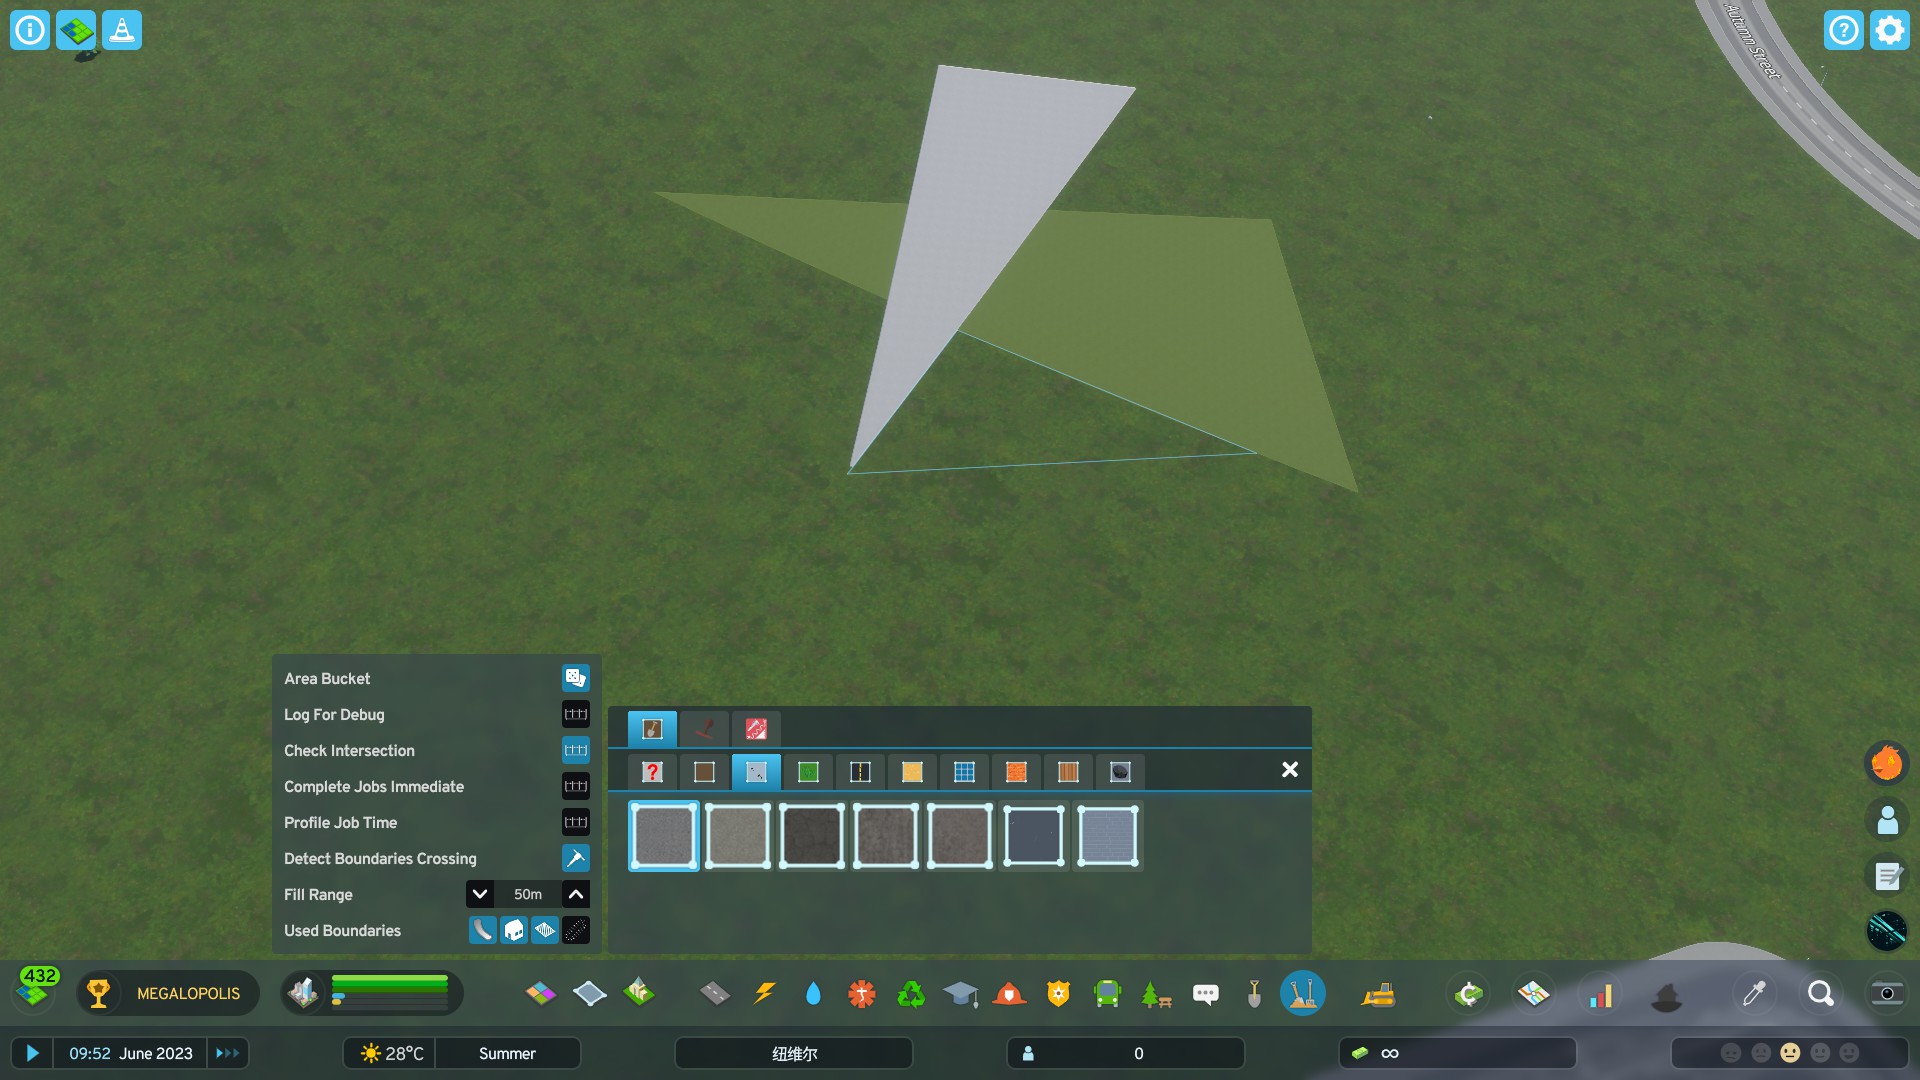 Autumn Street
Area Bucket
Log For Debug
Check Intersection
Complete Jobs Immediate
Profile Job Time
Detect Boundaries Crossing
Fill Range 50m
Used Boundaries
432
MEGALOPOLIS
09:52 June 2023
28°C Summer
纽维尔
0
∞